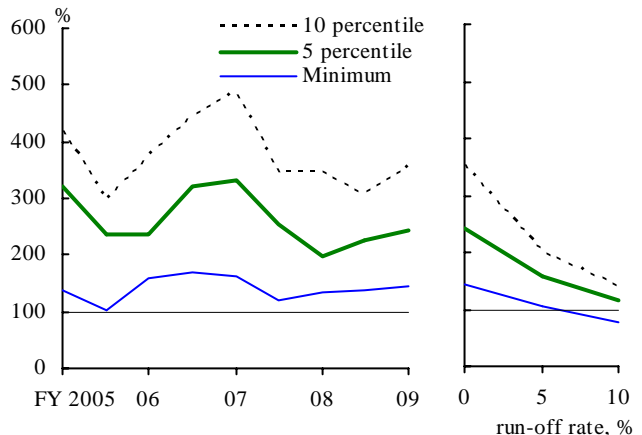 %
600
500
400
300
200
100
0
10 percentile
5 percentile
Minimum
FY 2005 06 07 08 09
0 5 10
run-off rate, %